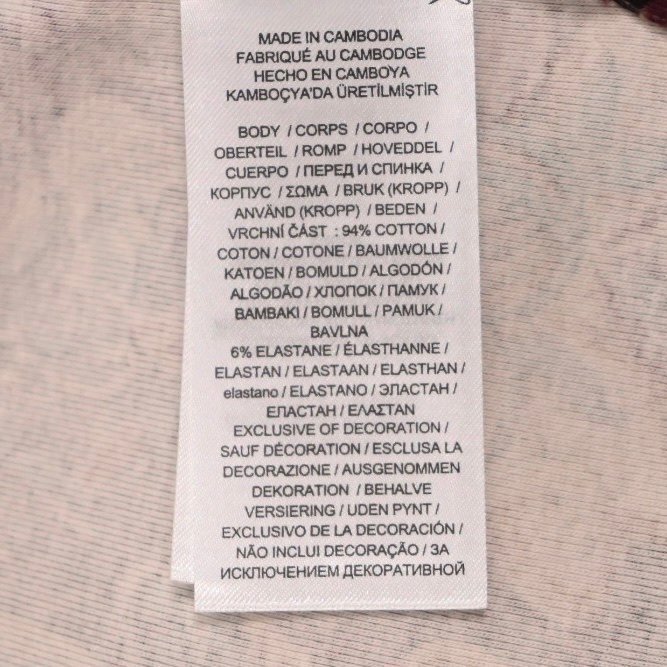 MADE IN CAMBODIA
FABRIQUÉ AU CAMBODGE
HECHO EN CAMBOYA
KAMBOÇYA'DA ÜRETİLMİŞTİR
BODY / CORPS / CORPO /
OBERTEIL / ROMP / HOVEDDEL /
CUERPO / ПЕРЕД И СПИНКА /
КОРПУС / ΣΩΜΑ / BRUK (KROPP) /
ANVÄND (KROPP) / BEDEN /
VRCHNÍ ČÁST : 94% COTTON /
COTON / COTONE / BAUMWOLLE /
KATOEN / BOMULD / ALGODÓN /
ALGODÃO / ХЛОПОК / ПАМУК /
BAMBAKI / BOMULL / PAMUK /
BAVLNA
6% ELASTANE / ÉLASTHANNE /
ELASTAN / ELASTAAN / ELASTHAN /
elastano / ELASTANO / ЭЛАСТАН /
ЕЛАСТАН / ΕΛΑΣΤΑΝ
EXCLUSIVE OF DECORATION /
SAUF DÉCORATION / ESCLUSA LA
DECORAZIONE / AUSGENOMMEN
DEKORATION / BEHALVE
VERSIERING / UDEN PYNT /
EXCLUSIVO DE LA DECORACIÓN /
NÃO INCLUI DECORAÇÃO / ЗА
ИСКЛЮЧЕНИЕМ ДЕКОРАТИВНОЙ